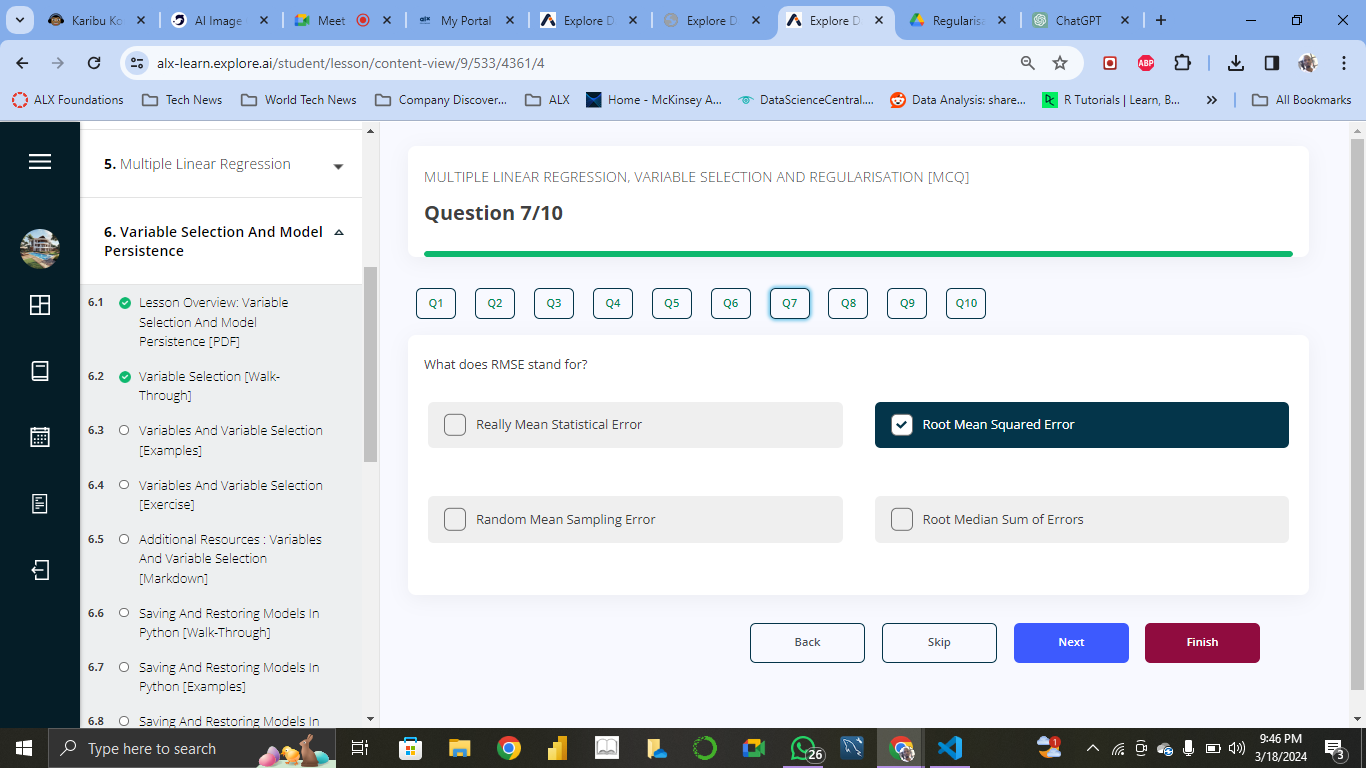 Karibu Ko
AI Image
Meet
My Portal
Explore D
Explore D
Explore D
Regularisa
ChatGPT
alx-learn.explore.ai/student/lesson/content-view/9/533/4361/4
ABP
ALX Foundations
Tech News
World Tech News
Company Discover...
ALX
Home - McKinsey A...
DataScienceCentral....
Data Analysis: share...
R Tutorials | Learn, B...
All Bookmarks
5. Multiple Linear Regression
6. Variable Selection And Model
Persistence
6.1 Lesson Overview: Variable
Selection And Model
Persistence [PDF]
6.2 Variable Selection [Walk-
Through]
6.3 Variables And Variable Selection
[Examples]
6.4 Variables And Variable Selection
[Exercise]
6.5 Additional Resources : Variables
And Variable Selection
[Markdown]
6.6 Saving And Restoring Models In
Python [Walk-Through]
6.7 Saving And Restoring Models In
Python [Examples]
6.8 Saving And Restoring Models In
MULTIPLE LINEAR REGRESSION, VARIABLE SELECTION AND REGULARISATION [MCQ]
Question 7/10
Q1 Q2 Q3 Q4 Q5 Q6 Q7 Q8 Q9 Q10
What does RMSE stand for?
Really Mean Statistical Error
Root Mean Squared Error
Random Mean Sampling Error
Root Median Sum of Errors
Back Skip Next Finish
Type here to search
26
1
9:46 PM
3/18/2024
3